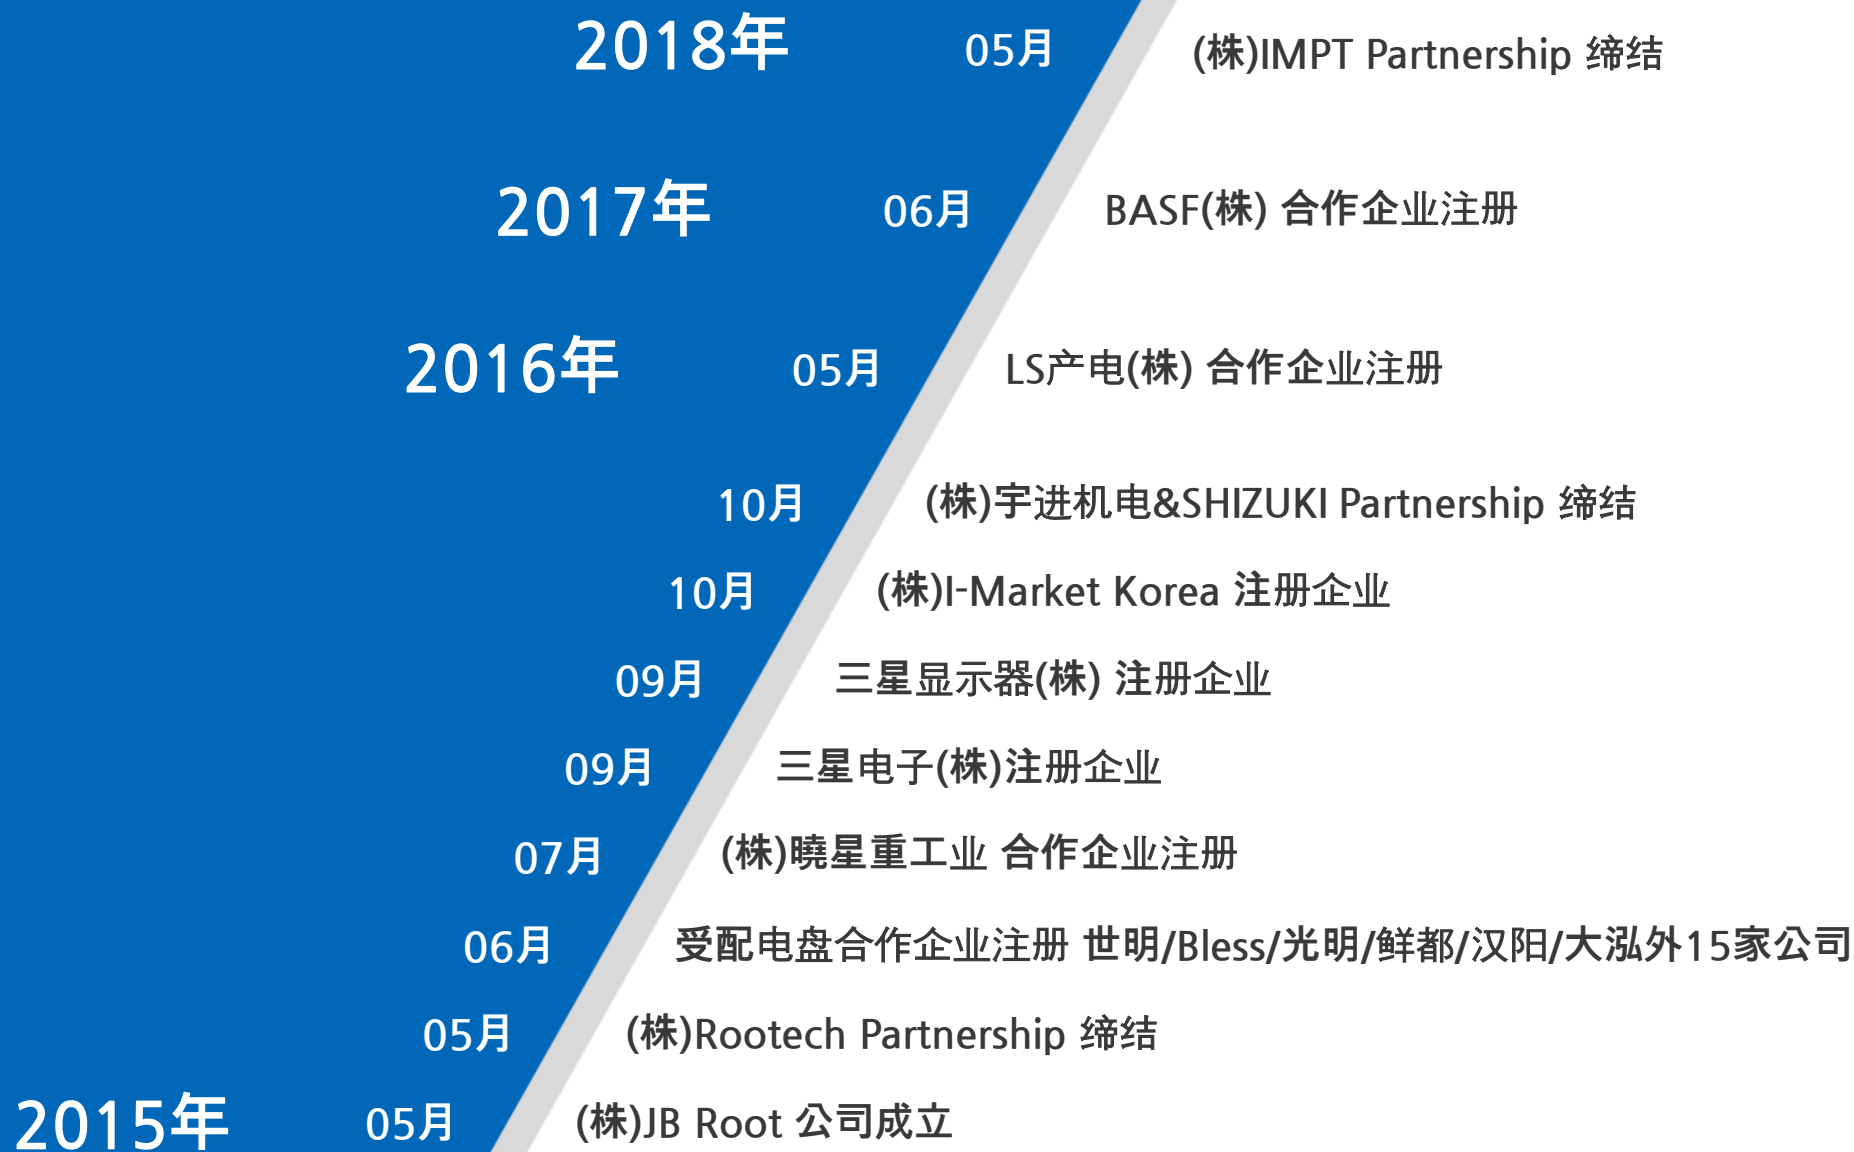 2018年 05月 (株)IMPT Partnership 缔结
2017年 06月 BASF(株) 合作企业注册
2016年 05月 LS产电(株) 合作企业注册
10月 (株)宇进机电&SHIZUKI Partnership 缔结
10月 (株)I-Market Korea 注册企业
09月 三星显示器(株) 注册企业
09月 三星电子(株)注册企业
07月 (株)曉星重工业 合作企业注册
06月 受配电盘合作企业注册 世明/Bless/光明/鲜都/汉阳/大泓外15家公司
05月 (株)Rootech Partnership 缔结
2015年 05月 (株)JB Root 公司成立